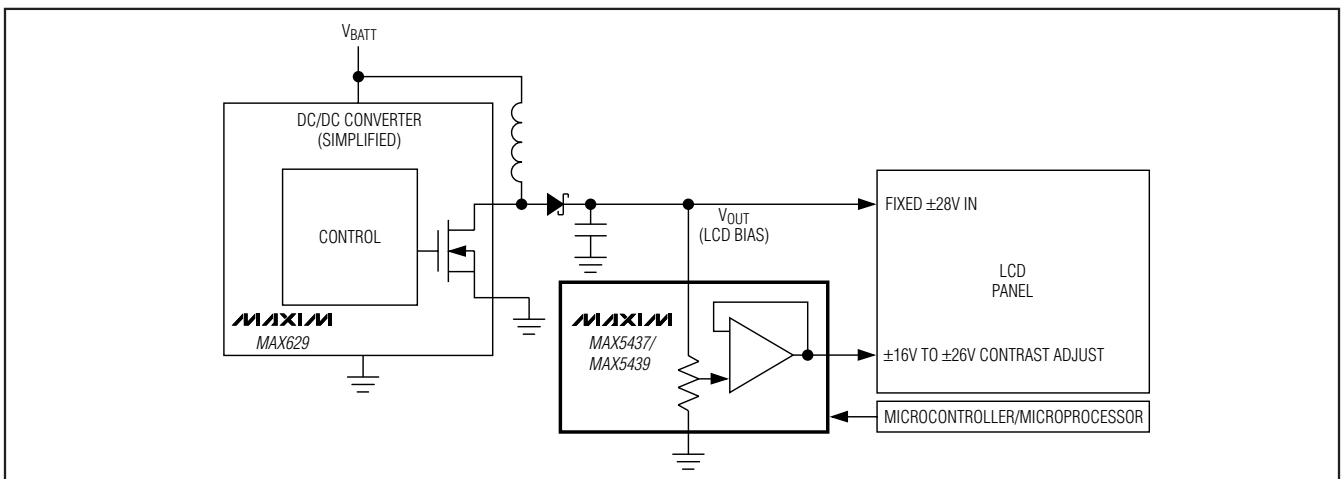 VBATT
DC/DC CONVERTER
(SIMPLIFIED)
CONTROL
MAXIM
MAX629
VOUT
(LCD BIAS)
MAXIM
MAX5437/
MAX5439
FIXED ±28V IN
LCD
PANEL
±16V TO ±26V CONTRAST ADJUST
MICROCONTROLLER/MICROPROCESSOR